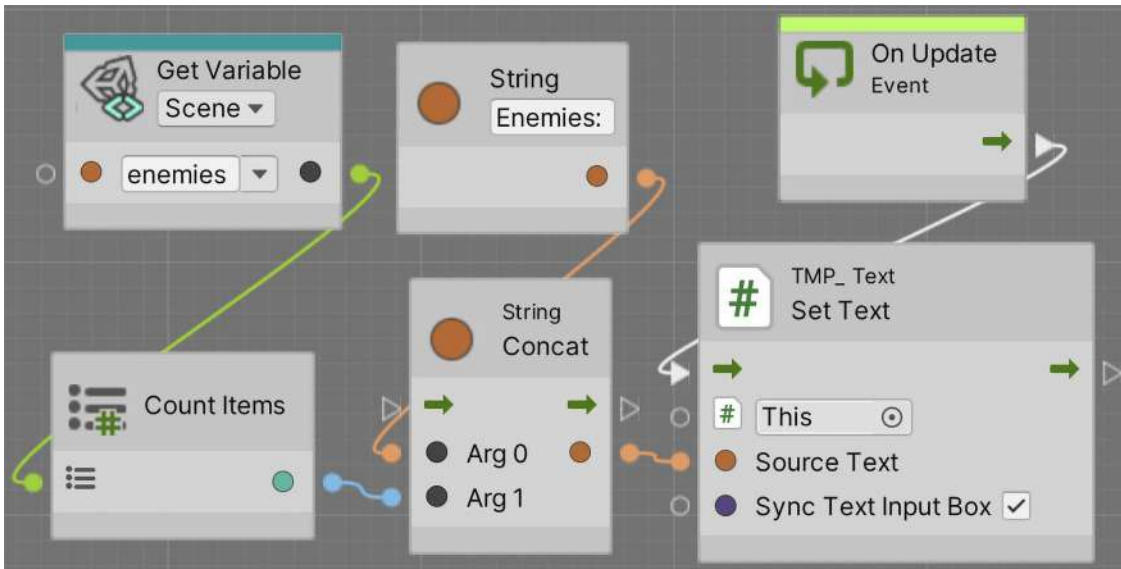 Get Variable
Scene
enemies
String
Enemies:
On Update
Event
Count Items
String
Concat
Arg 0
Arg 1
TMP_ Text
Set Text
#
This
Source Text
Sync Text Input Box